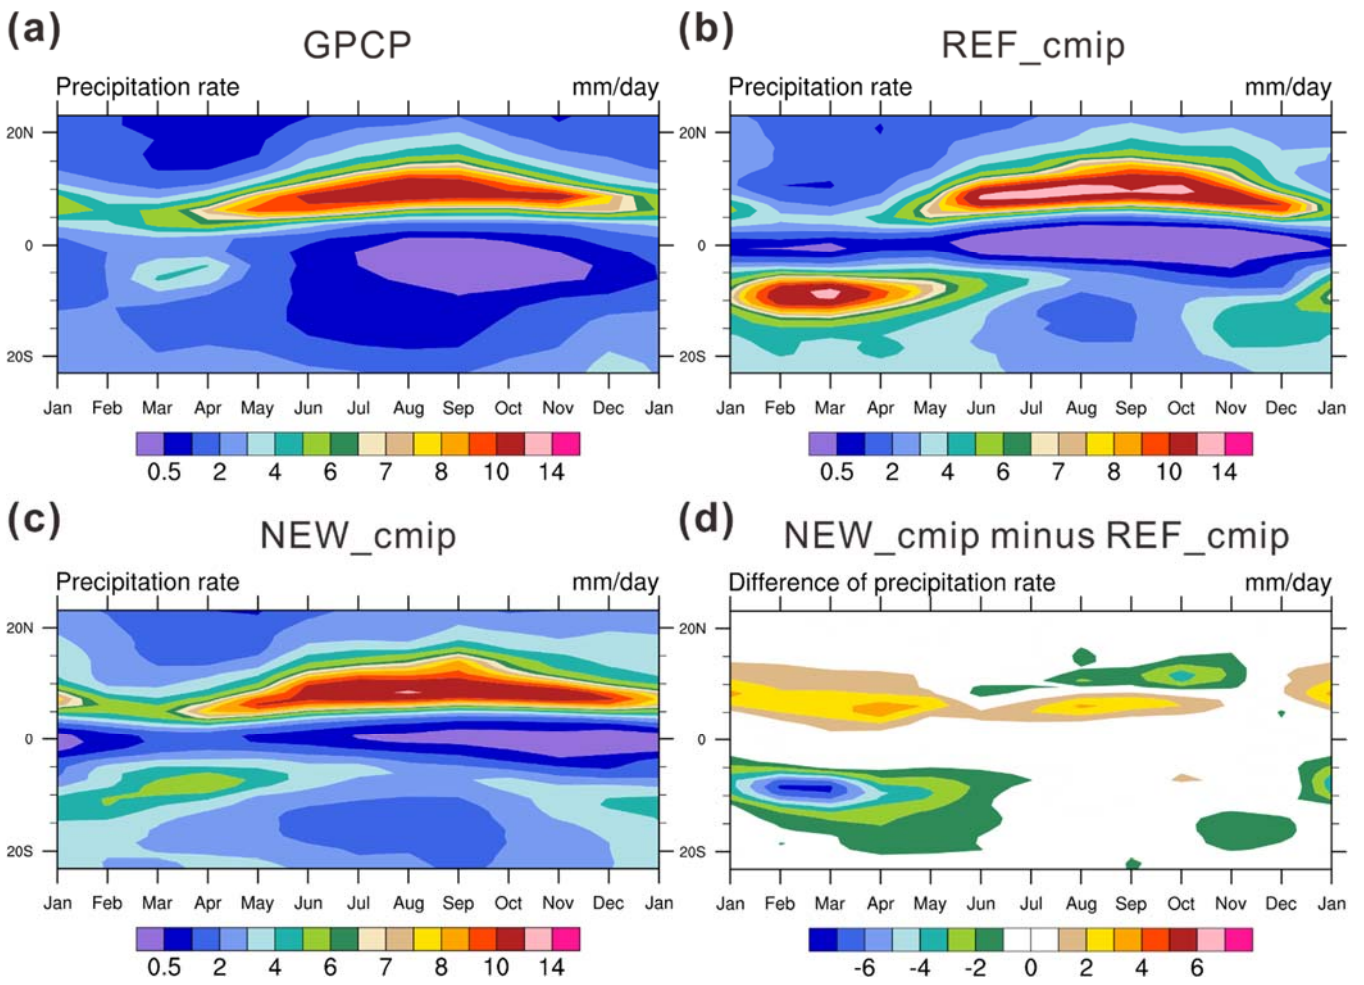 (a) GPCP
Precipitation rate mm/day
20N
0
20S
Jan Feb Mar Apr May Jun Jul Aug Sep Oct Nov Dec Jan
0.5 2 4 6 7 8 10 14
(b) REF_cmip
Precipitation rate mm/day
20N
0
20S
Jan Feb Mar Apr May Jun Jul Aug Sep Oct Nov Dec Jan
0.5 2 4 6 7 8 10 14
(c) NEW_cmip
Precipitation rate mm/day
20N
0
20S
Jan Feb Mar Apr May Jun Jul Aug Sep Oct Nov Dec Jan
0.5 2 4 6 7 8 10 14
(d) NEW_cmip minus REF_cmip
Difference of precipitation rate mm/day
20N
0
20S
Jan Feb Mar Apr May Jun Jul Aug Sep Oct Nov Dec Jan
-6 -4 -2 0 2 4 6